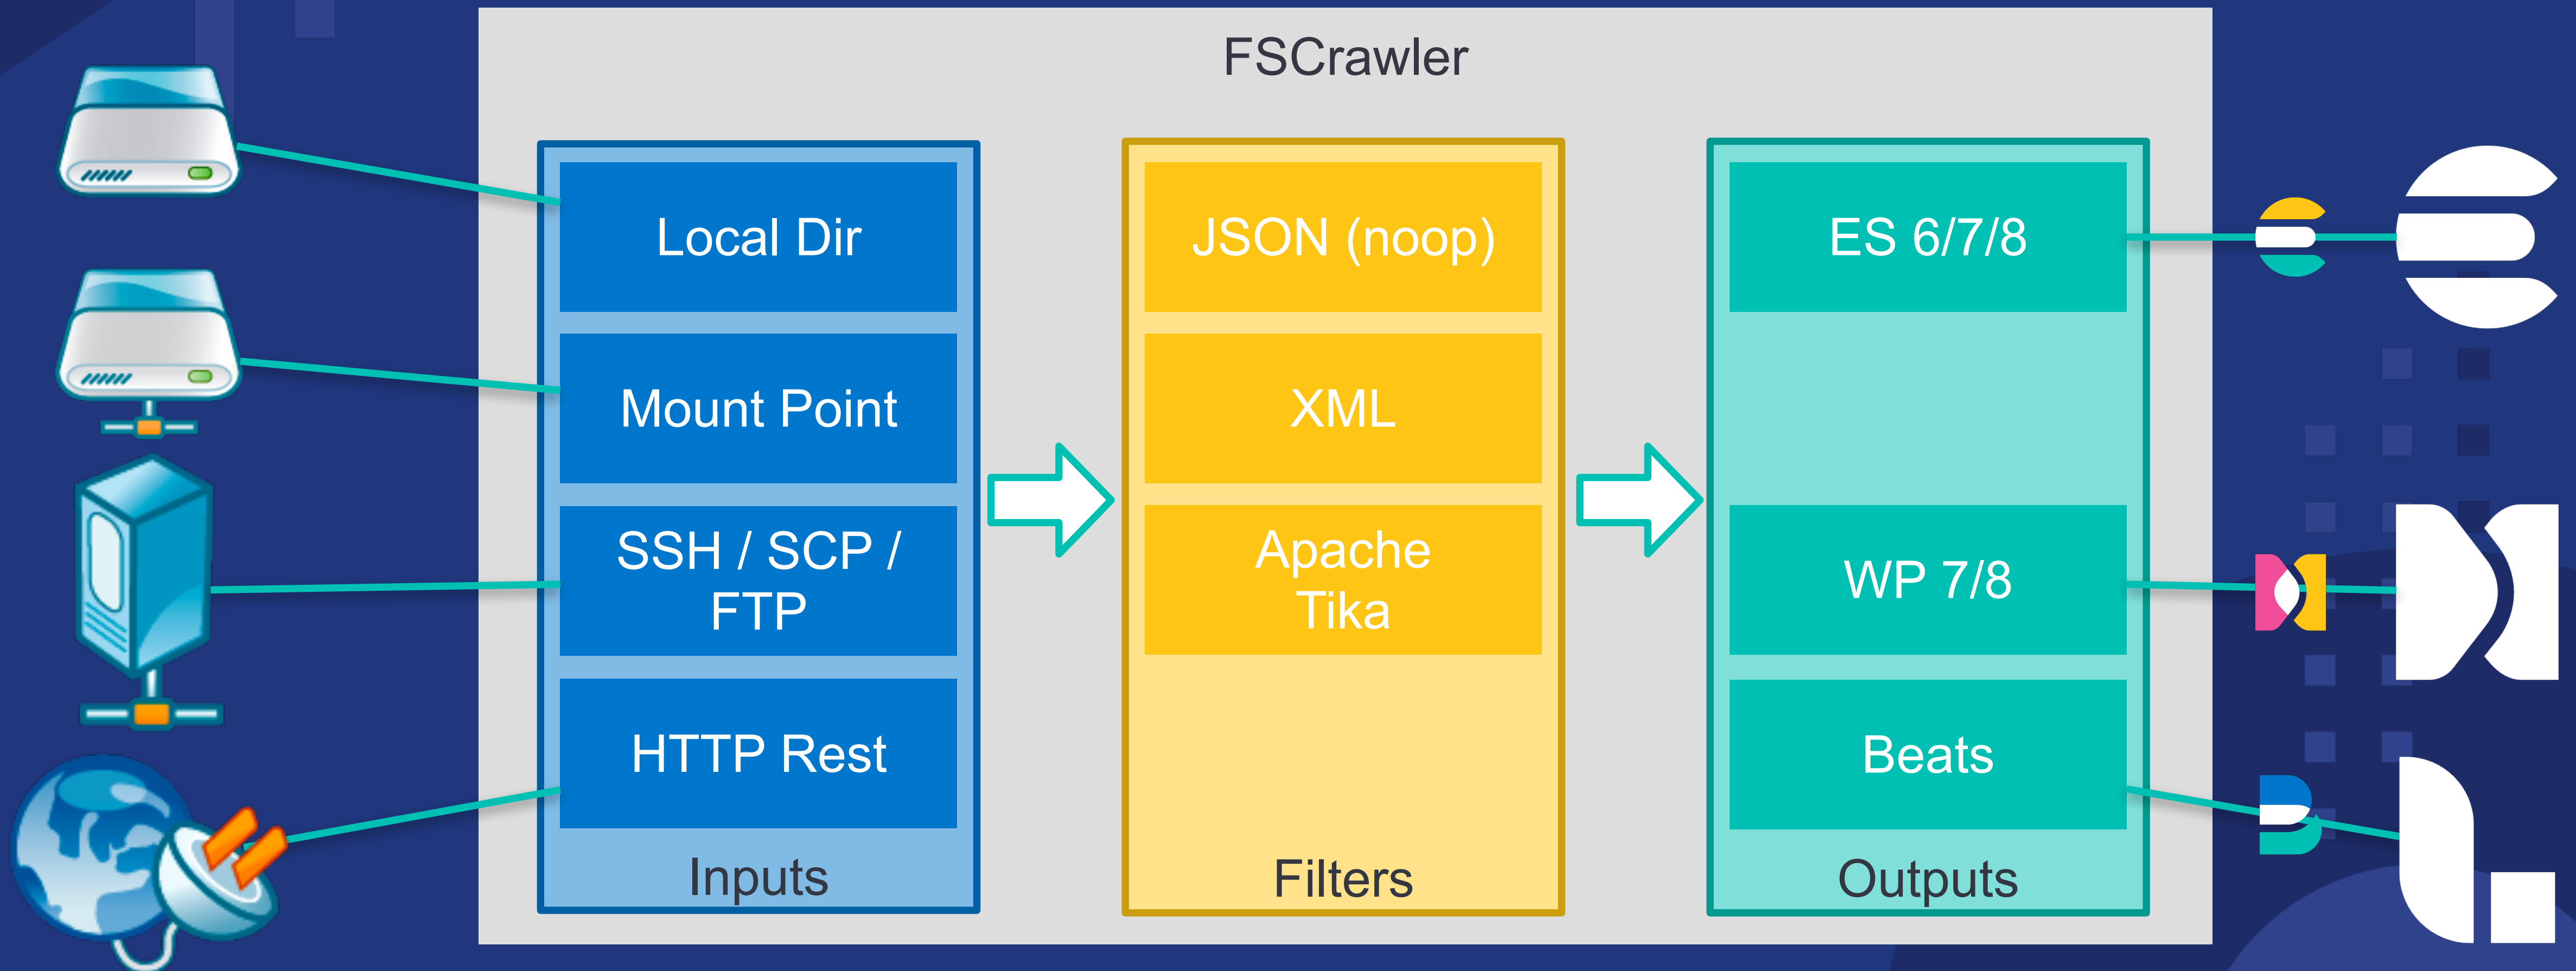 FSCrawler
Local Dir
Mount Point
SSH / SCP /
FTP
HTTP Rest
Inputs
JSON (noop)
XML
Apache
Tika
Filters
ES 6/7/8
WP 7/8
Beats
Outputs